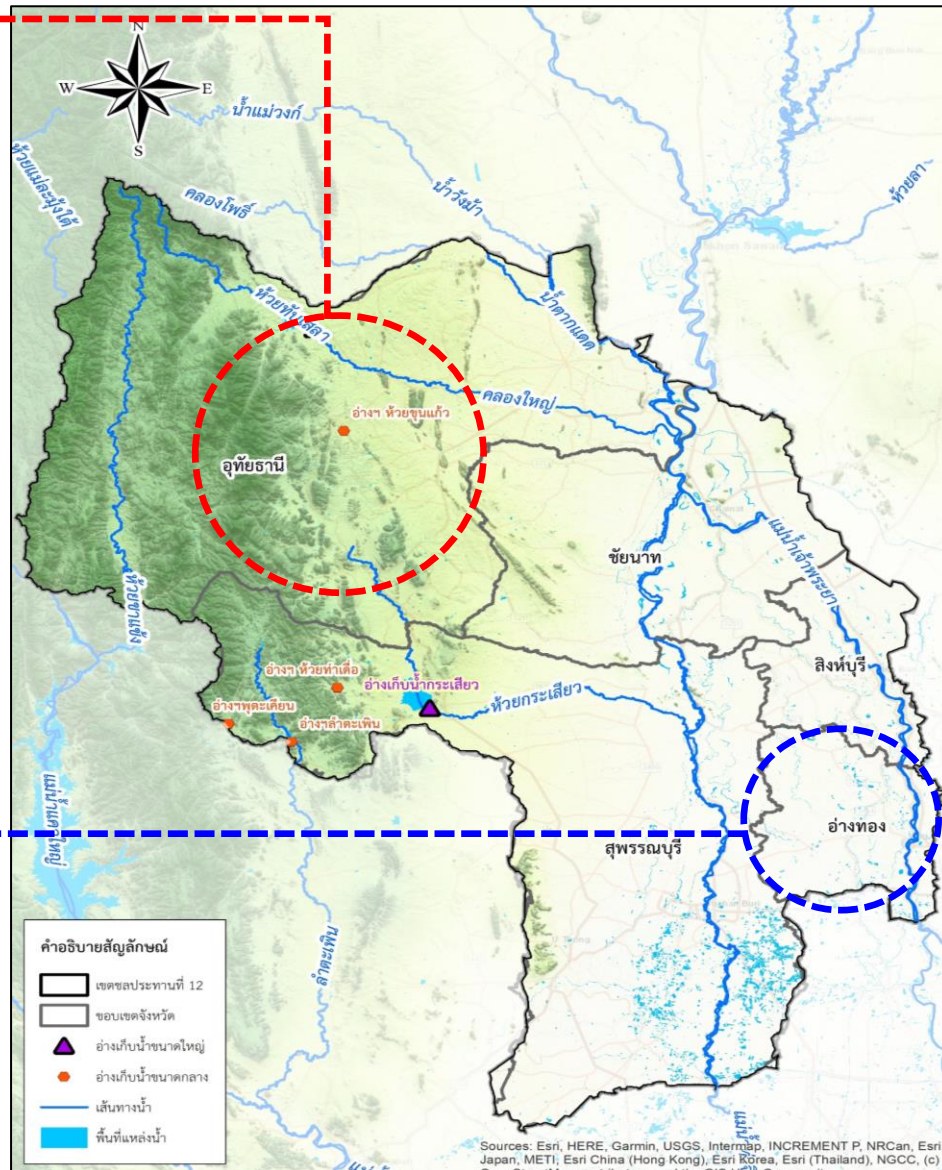 N
W E
S
น้ำแม่วงก์
ห้วยแม่ละมุ้งใต้
คลองโพธิ์
น้ำวังม้า
ห้วยลา
ห้วยทับเสลา
น้ำตากแดด
คลองใหญ่
อ่างฯ ห้วยขุนแก้ว
อุทัยธานี
ห้วยขาแข้ง
ชัยนาท
แม่น้ำเจ้าพระยา
สิงห์บุรี
อ่างฯ ห้วยท่าเดื่อ
อ่างเก็บน้ำกระเสียว
ห้วยกระเสียว
อ่างฯพุตะเคียน
อ่างฯลำตะเพิน
แม่น้ำแควใหญ่
อ่างทอง
สุพรรณบุรี
ลำตะเพิน
คำอธิบายสัญลักษณ์
เขตชลประทานที่ 12
ขอบเขตจังหวัด
อ่างเก็บน้ำขนาดใหญ่
อ่างเก็บน้ำขนาดกลาง
เส้นทางน้ำ
พื้นที่แหล่งน้ำ
Sources: Esri, HERE, Garmin, USGS, Intermap, INCREMENT P, NRCan, Esri
Japan, METI, Esri China (Hong Kong), Esri Korea, Esri (Thailand), NGCC, (c)